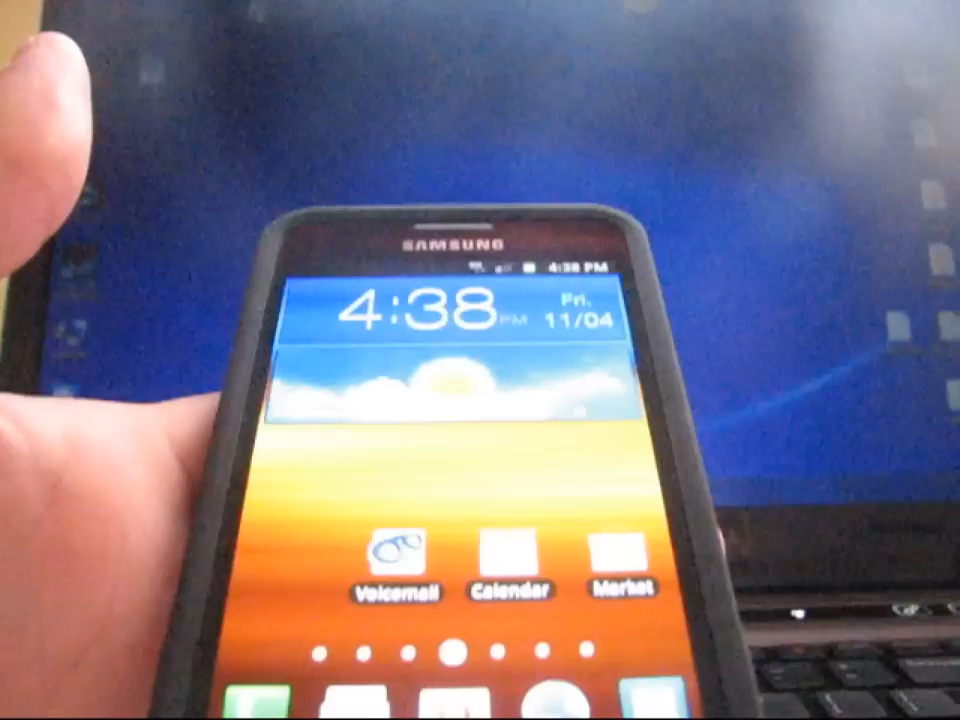 SAMSUNG
4:38 PM
4:38 PM
Fri.
11/04
Voicemail
Calendar
Market